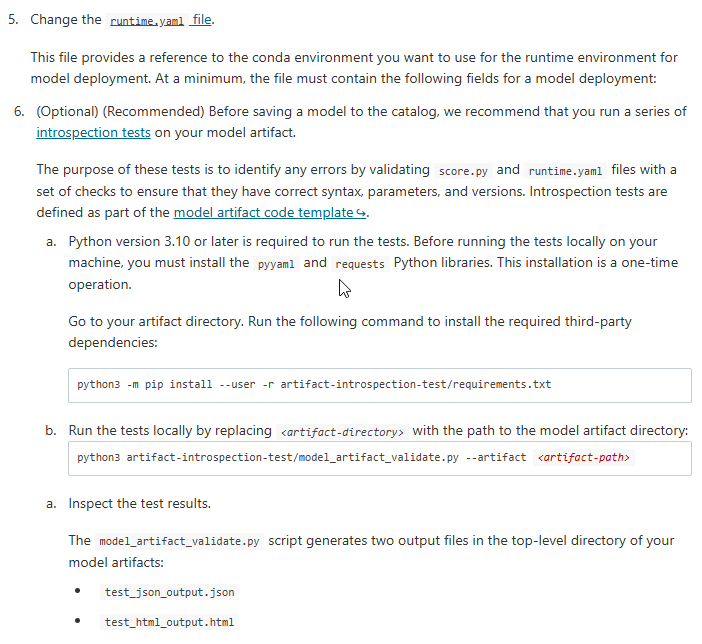 5. Change the runtime.yaml file.
This file provides a reference to the conda environment you want to use for the runtime environment for
model deployment. At a minimum, the file must contain the following fields for a model deployment:
6. (Optional) (Recommended) Before saving a model to the catalog, we recommend that you run a series of
introspection tests on your model artifact.
The purpose of these tests is to identify any errors by validating score.py and runtime.yaml files with a
set of checks to ensure that they have correct syntax, parameters, and versions. Introspection tests are
defined as part of the model artifact code template.
a. Python version 3.10 or later is required to run the tests. Before running the tests locally on your
machine, you must install the pyyaml and requests Python libraries. This installation is a one-time
operation.
Go to your artifact directory. Run the following command to install the required third-party
dependencies:
python3 -m pip install --user -r artifact-introspection-test/requirements.txt
b. Run the tests locally by replacing <artifact-directory> with the path to the model artifact directory:
python3 artifact-introspection-test/model_artifact_validate.py --artifact <artifact-path>
a. Inspect the test results.
The model_artifact_validate.py script generates two output files in the top-level directory of your
model artifacts:
• test_json_output.json
• test_html_output.html